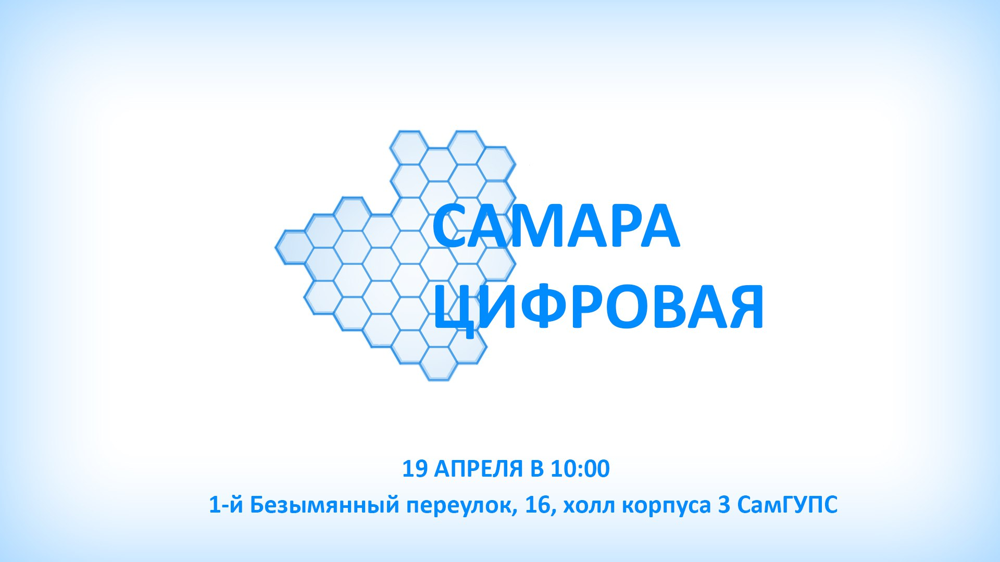 САМАРА
ЦИФРОВАЯ
19 АПРЕЛЯ В 10:00
1-й Безымянный переулок, 16, холл корпуса 3 СамГУПС